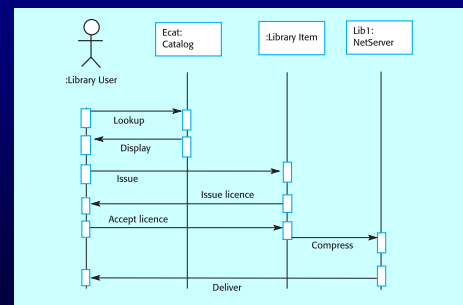 Ecat:
Catalog
:Library Item
Lib1:
NetServer
:Library User
Lookup
Display
Issue
Issue licence
Accept licence
Compress
Deliver